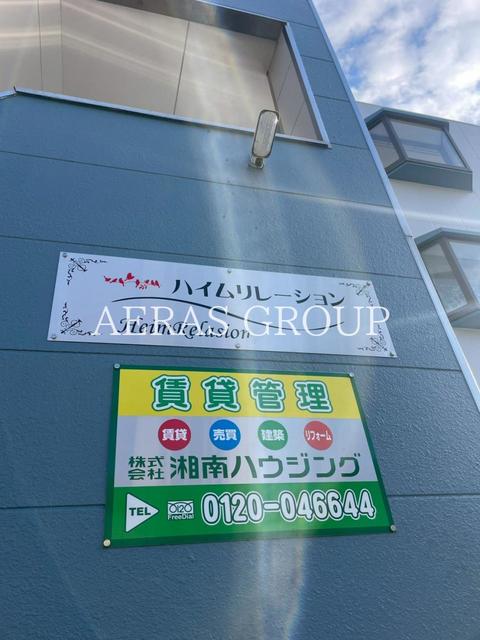 ハイムリレーション
Heim Relasion
AERAS GROUP
賃貸管理
賃貸 売買 建築 リフォーム
株式会社 湘南ハウジング
TEL 0120 FreeDial 0120-046644